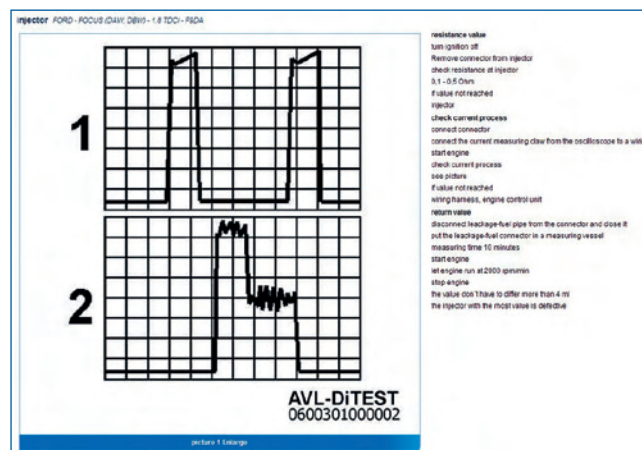 injector FORD - FOCUS (DAW, DBW) - 1.8 TDCI - F9DA
1
2
AVL-DiTEST
0600301000002
picture 1 Enlarge
resistance value
turn ignition off
Remove connector from injector
check resistance at injector
0,1 - 0,5 Ohm
if value not reached
injector
check current process
connect connector
connect the current measuring claw from the oscilloscope to a
start engine
check current process
see picture
if value not reached
wiring harness, engine control unit
return value
disconnect leackage-fuel pipe from the connector and close it
put the leackage-fuel connector in a measuring vessel
measuring time 10 minutes
start engine
let engine run at 2800 rpm/min
stop engine
the value don't have to differ more than 4 ml
the injector with the most value is defective